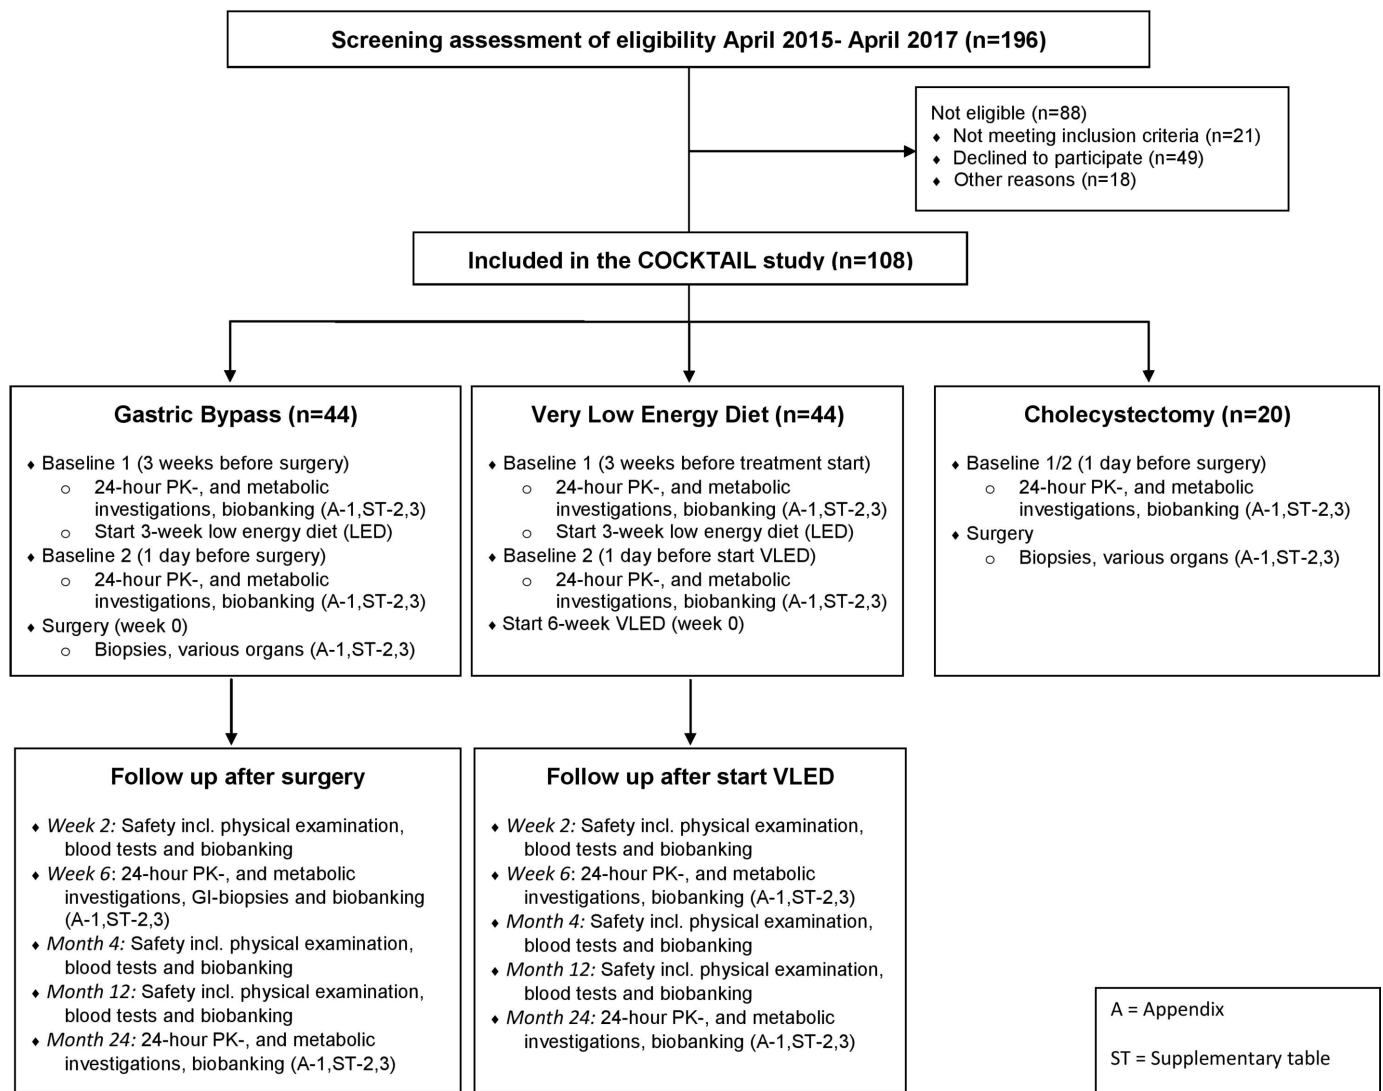 Screening assessment of eligibility April 2015- April 2017 (n=196)
Not eligible (n=88)
♦ Not meeting inclusion criteria (n=21)
♦ Declined to participate (n=49)
♦ Other reasons (n=18)
Included in the COCKTAIL study (n=108)
Gastric Bypass (n=44)
♦ Baseline 1 (3 weeks before surgery)
o 24-hour PK-, and metabolic
investigations, biobanking (A-1,ST-2,3)
o Start 3-week low energy diet (LED)
♦ Baseline 2 (1 day before surgery)
o 24-hour PK-, and metabolic
investigations, biobanking (A-1,ST-2,3)
♦ Surgery (week 0)
o Biopsies, various organs (A-1,ST-2,3)
Very Low Energy Diet (n=44)
♦ Baseline 1 (3 weeks before treatment start)
o 24-hour PK-, and metabolic
investigations, biobanking (A-1,ST-2,3)
o Start 3-week low energy diet (LED)
♦ Baseline 2 (1 day before start VLED)
o 24-hour PK-, and metabolic
investigations, biobanking (A-1,ST-2,3)
♦ Start 6-week VLED (week 0)
Cholecystectomy (n=20)
♦ Baseline 1/2 (1 day before surgery)
o 24-hour PK-, and metabolic
investigations, biobanking (A-1,ST-2,3)
♦ Surgery
o Biopsies, various organs (A-1,ST-2,3)
Follow up after surgery
♦ Week 2: Safety incl. physical examination,
blood tests and biobanking
♦ Week 6: 24-hour PK-, and metabolic
investigations, GI-biopsies and biobanking
(A-1,ST-2,3)
♦ Month 4: Safety incl. physical examination,
blood tests and biobanking
♦ Month 12: Safety incl. physical examination,
blood tests and biobanking
♦ Month 24: 24-hour PK-, and metabolic
investigations, biobanking (A-1,ST-2,3)
Follow up after start VLED
♦ Week 2: Safety incl. physical examination,
blood tests and biobanking
♦ Week 6: 24-hour PK-, and metabolic
investigations, biobanking (A-1,ST-2,3)
♦ Month 4: Safety incl. physical examination,
blood tests and biobanking
♦ Month 12: Safety incl. physical examination,
blood tests and biobanking
♦ Month 24: 24-hour PK-, and metabolic
investigations, biobanking (A-1,ST-2,3)
A = Appendix
ST = Supplementary table